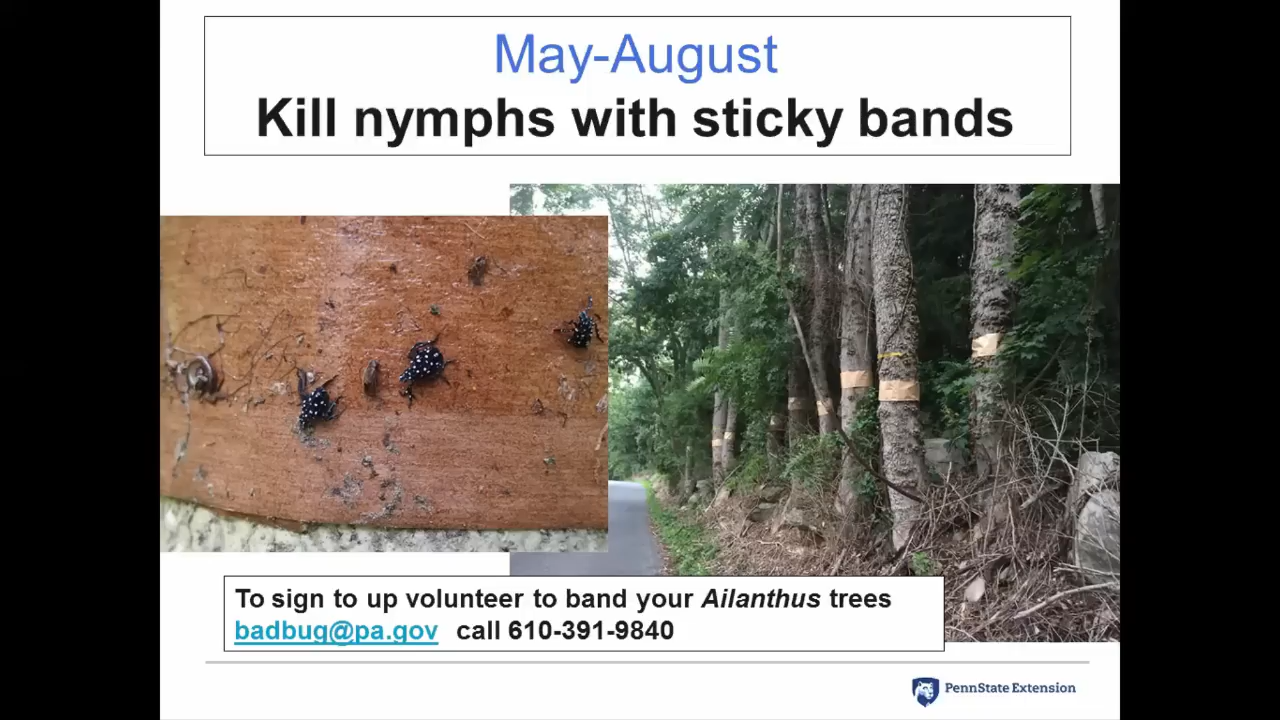 May-August
Kill nymphs with sticky bands
To sign to up volunteer to band your Ailanthus trees
badbug@pa.gov call 610-391-9840
PennState Extension